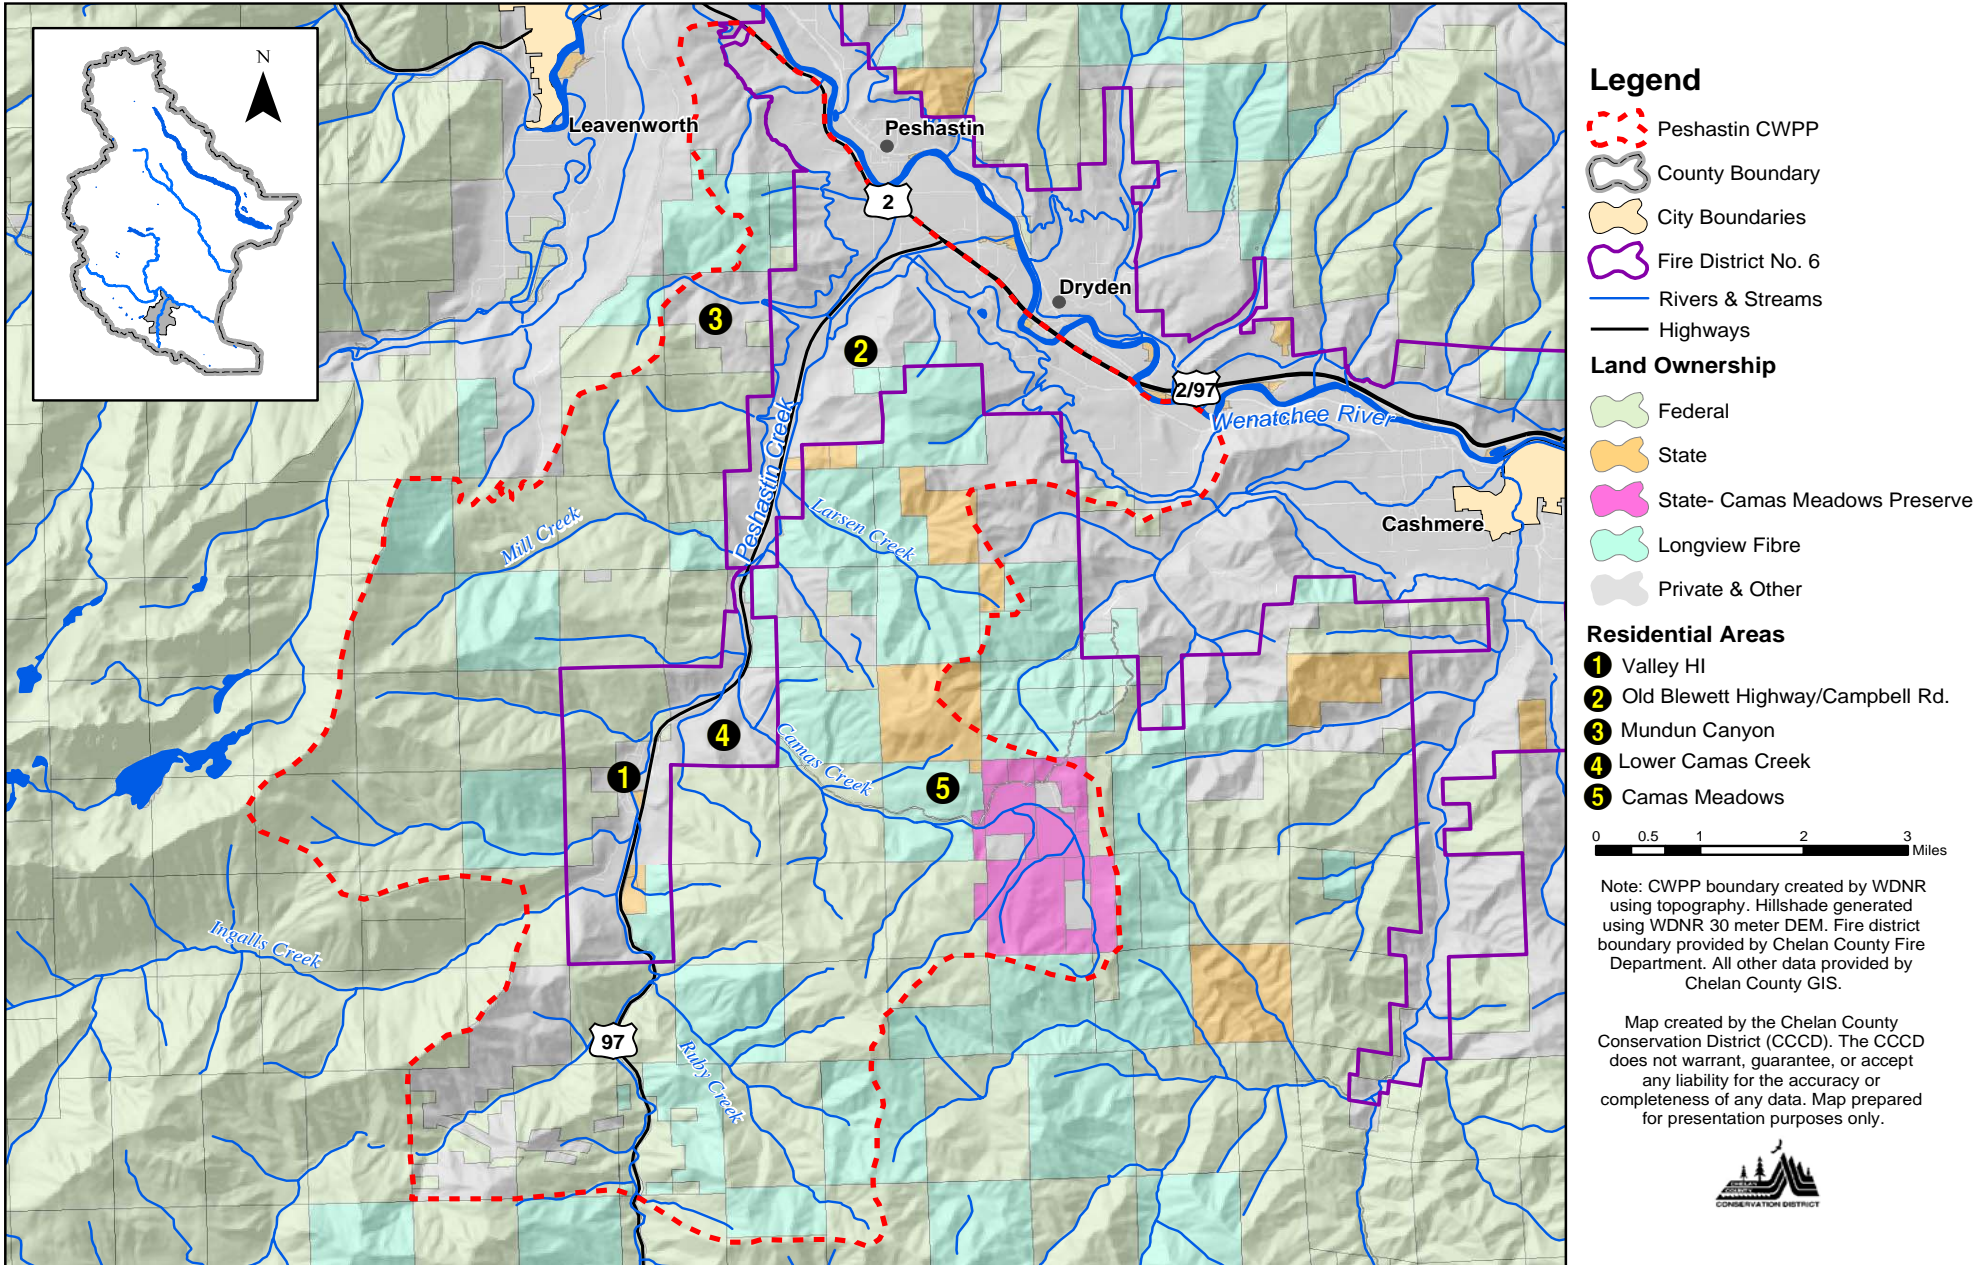 N
Leavenworth
Peshastin
2
Dryden
3
2
2/97
Wenatchee River
Peshastin Creek
Larsen Creek
Mill Creek
Cashmere
4
1
Camas Creek
5
Ingalls Creek
97
Ruby Creek
Legend
Peshastin CWPP
County Boundary
City Boundaries
Fire District No. 6
Rivers & Streams
Highways
Land Ownership
Federal
State
State- Camas Meadows Preserve
Longview Fibre
Private & Other
Residential Areas
1 Valley HI
2 Old Blewett Highway/Campbell Rd.
3 Mundun Canyon
4 Lower Camas Creek
5 Camas Meadows
0 0.5 1 2 3
Miles
Note: CWPP boundary created by WDNR
using topography. Hillshade generated
using WDNR 30 meter DEM. Fire district
boundary provided by Chelan County Fire
Department. All other data provided by
Chelan County GIS.
Map created by the Chelan County
Conservation District (CCCD). The CCCD
does not warrant, guarantee, or accept
any liability for the accuracy or
completeness of any data. Map prepared
for presentation purposes only.
CHELAN
COUNTY
CONSERVATION DISTRICT